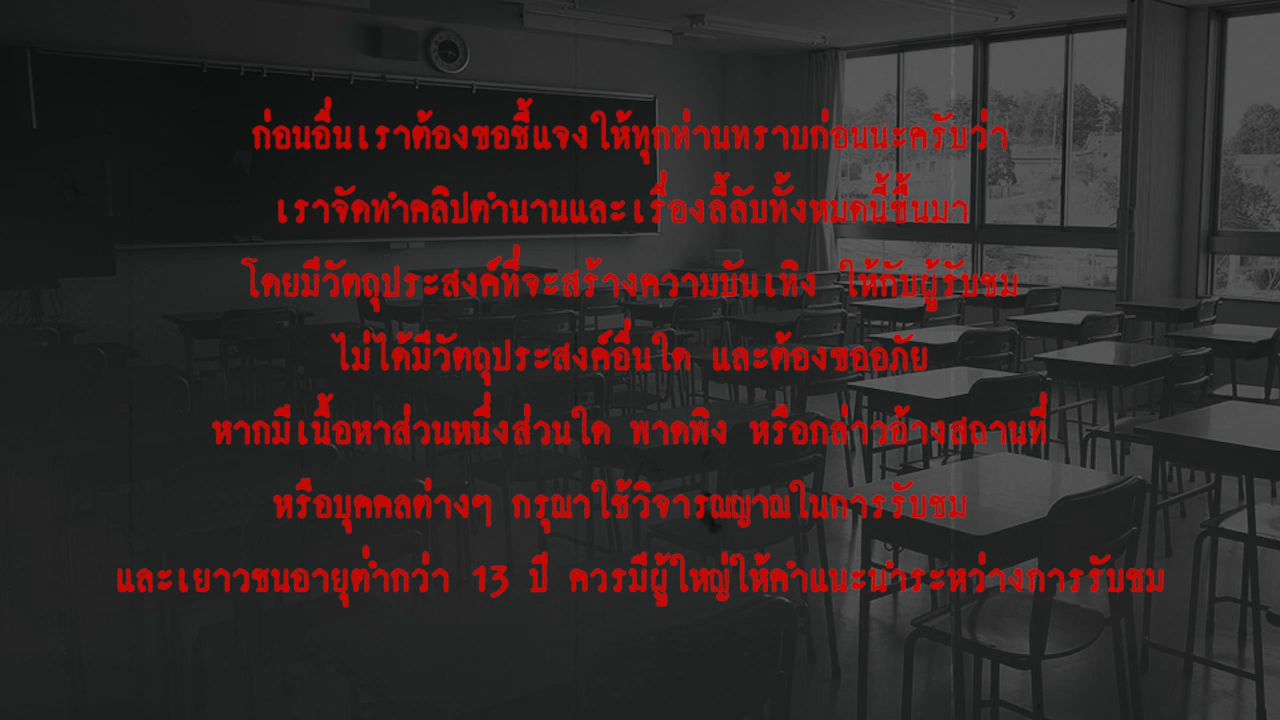 ก่อนอื่นเราต้องขอชี้แจงให้ทุกท่านทราบก่อนนะครับว่า
เราจัดทำคลิปตำนานและเรื่องลี้ลับทั้งหมดนี้ขึ้นมา
โดยมีวัตถุประสงค์ที่จะสร้างความบันเทิง ให้กับผู้รับชม
ไม่ได้มีวัตถุประสงค์อื่นใด และต้องขออภัย
หากมีเนื้อหาส่วนหนึ่งส่วนใด พาดพิง หรือกล่าวอ้างสถานที่
หรือบุคคลต่างๆ กรุณาใช้วิจารณญาณในการรับชม
และเยาวชนอายุต่ำกว่า 13 ปี ควรมีผู้ใหญ่ให้คำแนะนำระหว่างการรับชม